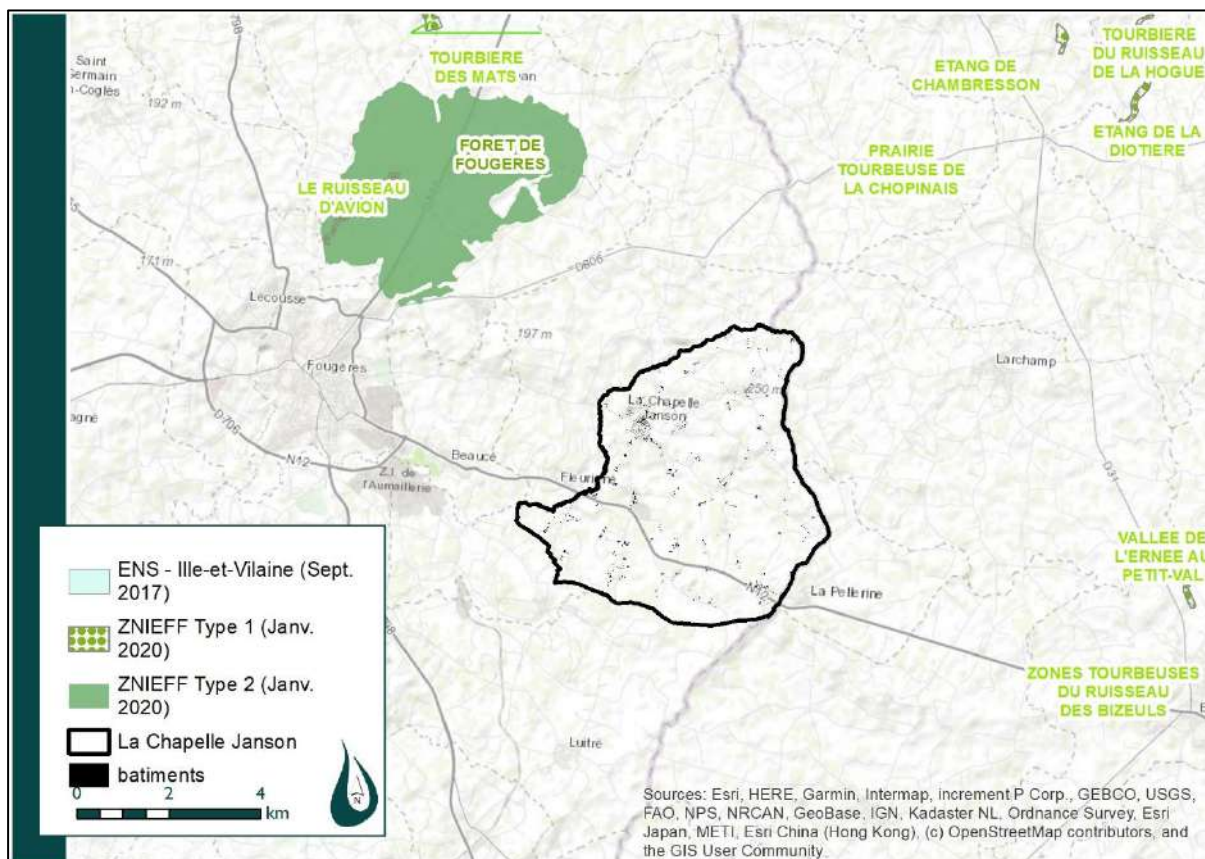 798
Saint
Germain
n-Coglès
192 m
TOURBIERE
DES MATS
FORET DE
FOUGERES
LE RUISSEAU
D'AVION
TOURBIERE
DU RUISSEAU
DE LA HOGUE
ETANG DE
CHAMBRESSON
ETANG DE LA
DIOTIERE
PRAIRIE
TOURBEUSE DE
LA CHOPINAIS
171 m
D806
Lecousse
197 m
Fougères
Larchamp
250 m
La Chapelle
Janson
agné
D706
N12
Beaucé
Z.I. de
l'Aumaillerie
Fleurigné
D31
VALLEE DE
L'ERNEE AU
PETIT-VAL
N12
La Pellerine
ZONES TOURBEUSES
DU RUISSEAU
DES BIZEULS
Luitré
ENS - Ille-et-Vilaine (Sept.
2017)
ZNIEFF Type 1 (Janv.
2020)
ZNIEFF Type 2 (Janv.
2020)
La Chapelle Janson
batiments
0 2 4
km
N
Sources: Esri, HERE, Garmin, Intermap, increment P Corp., GEBCO, USGS,
FAO, NPS, NRCAN, GeoBase, IGN, Kadaster NL, Ordnance Survey, Esri
Japan, METI, Esri China (Hong Kong), (c) OpenStreetMap contributors, and
the GIS User Community